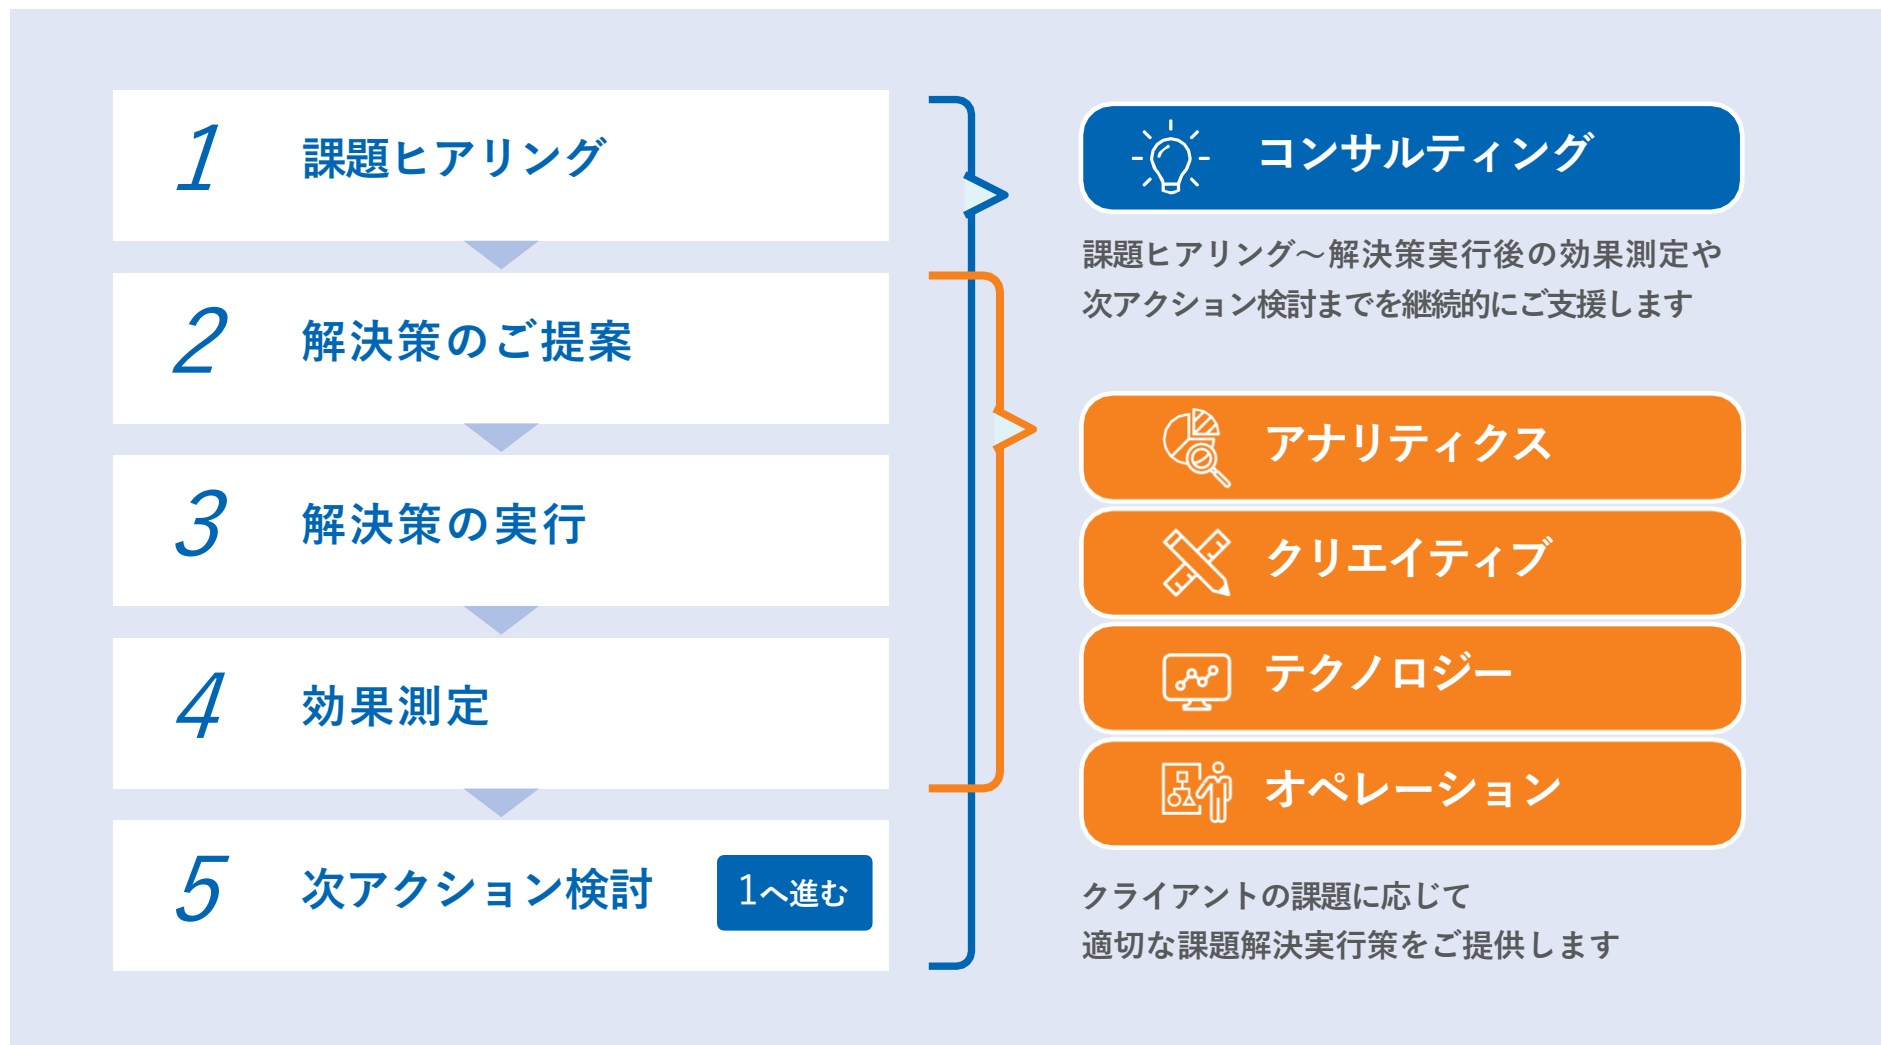 1 課題ヒアリング
2 解決策のご提案
3 解決策の実行
4 効果測定
5 次アクション検討 1へ進む
コンサルティング
課題ヒアリング～解決策実行後の効果測定や
次アクション検討までを継続的にご支援します
アナリティクス
クリエイティブ
テクノロジー
オペレーション
クライアントの課題に応じて
適切な課題解決実行策をご提供します